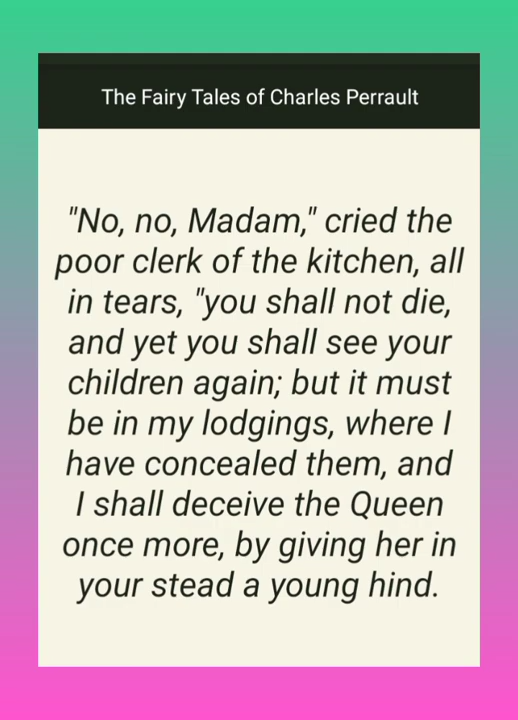 The Fairy Tales of Charles Perrault
"No, no, Madam," cried the
poor clerk of the kitchen, all
in tears, "you shall not die,
and yet you shall see your
children again; but it must
be in my lodgings, where I
have concealed them, and
I shall deceive the Queen
once more, by giving her in
your stead a young hind.